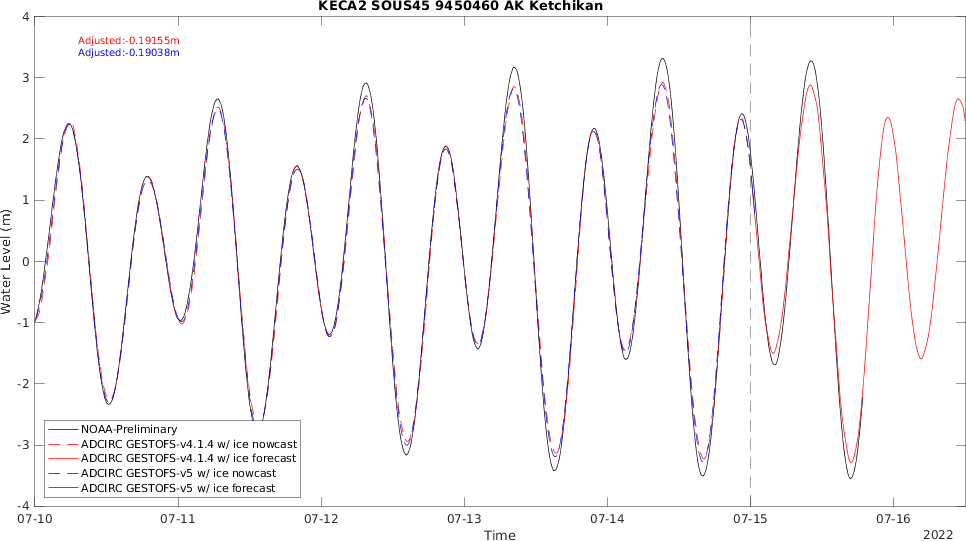 KECA2 SOUS45 9450460 AK Ketchikan
Adjusted:-0.19155m
Adjusted:-0.19038m
4
3
2
1
0
-1
-2
-3
-4
Water Level (m)
NOAA-Preliminary
ADCIRC GESTOFS-v4.1.4 w/ ice nowcast
ADCIRC GESTOFS-v4.1.4 w/ ice forecast
ADCIRC GESTOFS-v5 w/ ice nowcast
ADCIRC GESTOFS-v5 w/ ice forecast
07-10 07-11 07-12 07-13 07-14 07-15 07-16
Time
2022